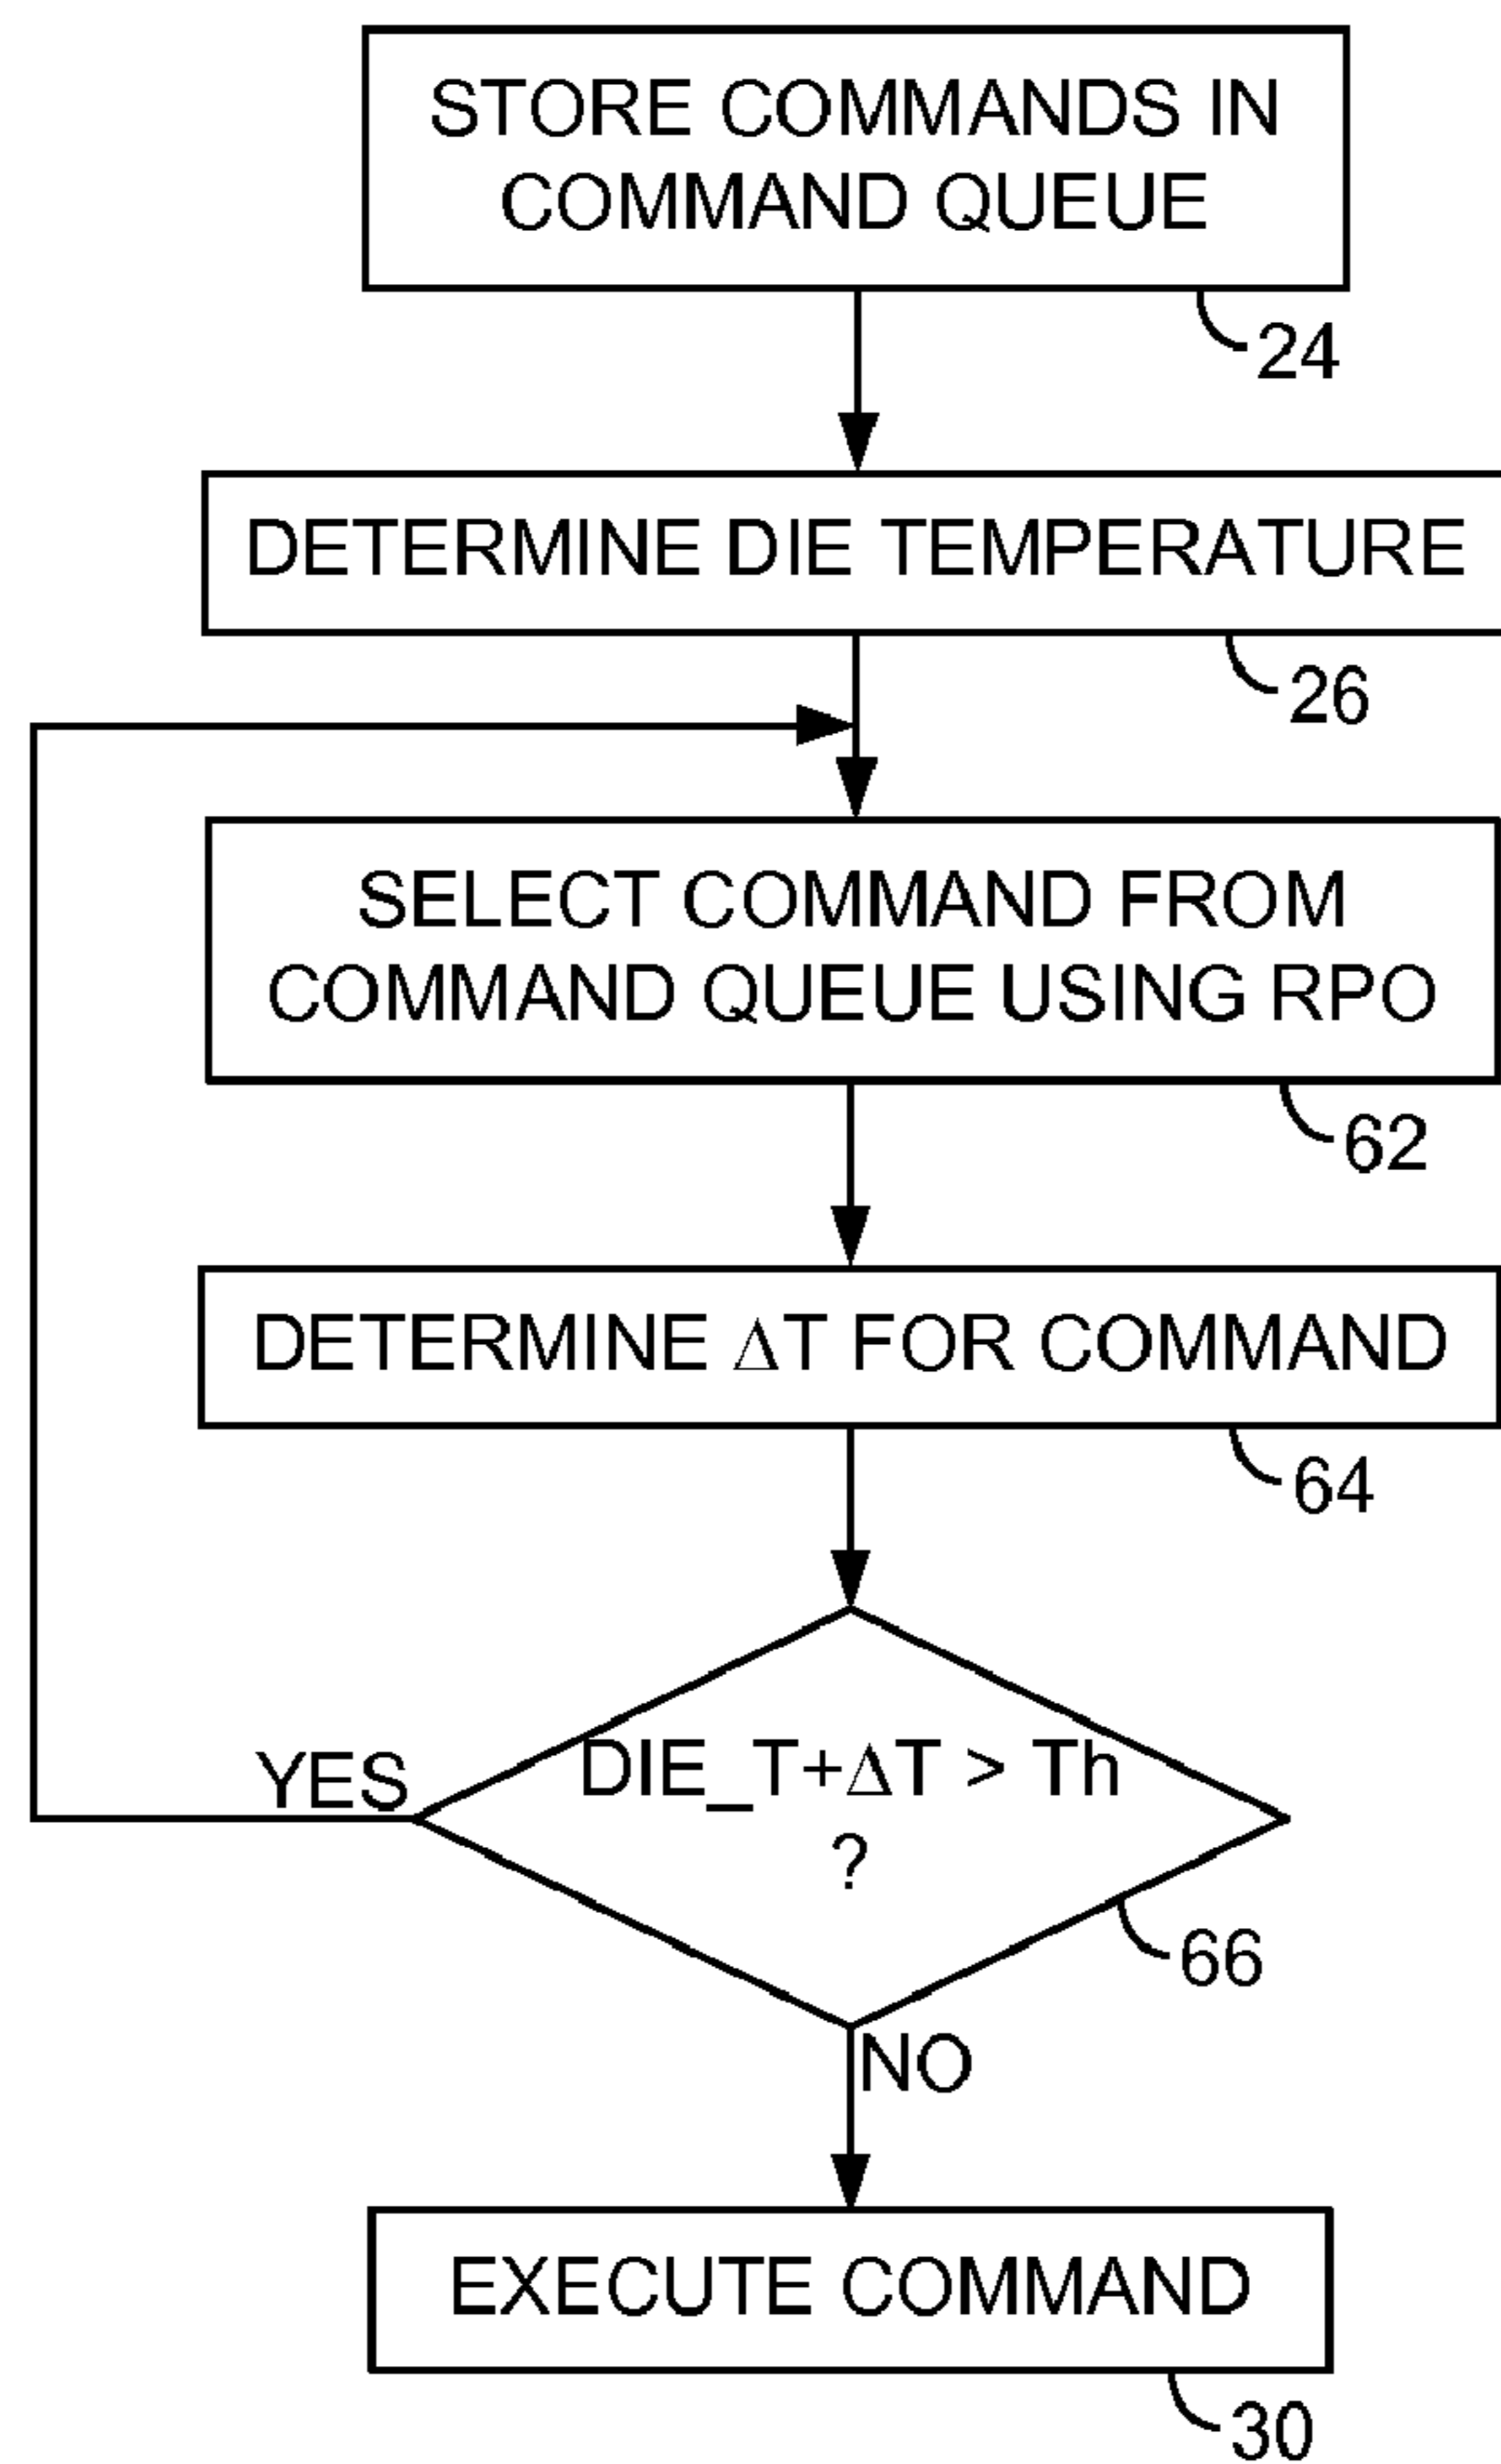 STORE COMMANDS IN
COMMAND QUEUE
24
DETERMINE DIE TEMPERATURE
26
SELECT COMMAND FROM
COMMAND QUEUE USING RPO
62
DETERMINE ΔT FOR COMMAND
64
DIE_T+ΔT > Th
?
YES
66
NO
EXECUTE COMMAND
30